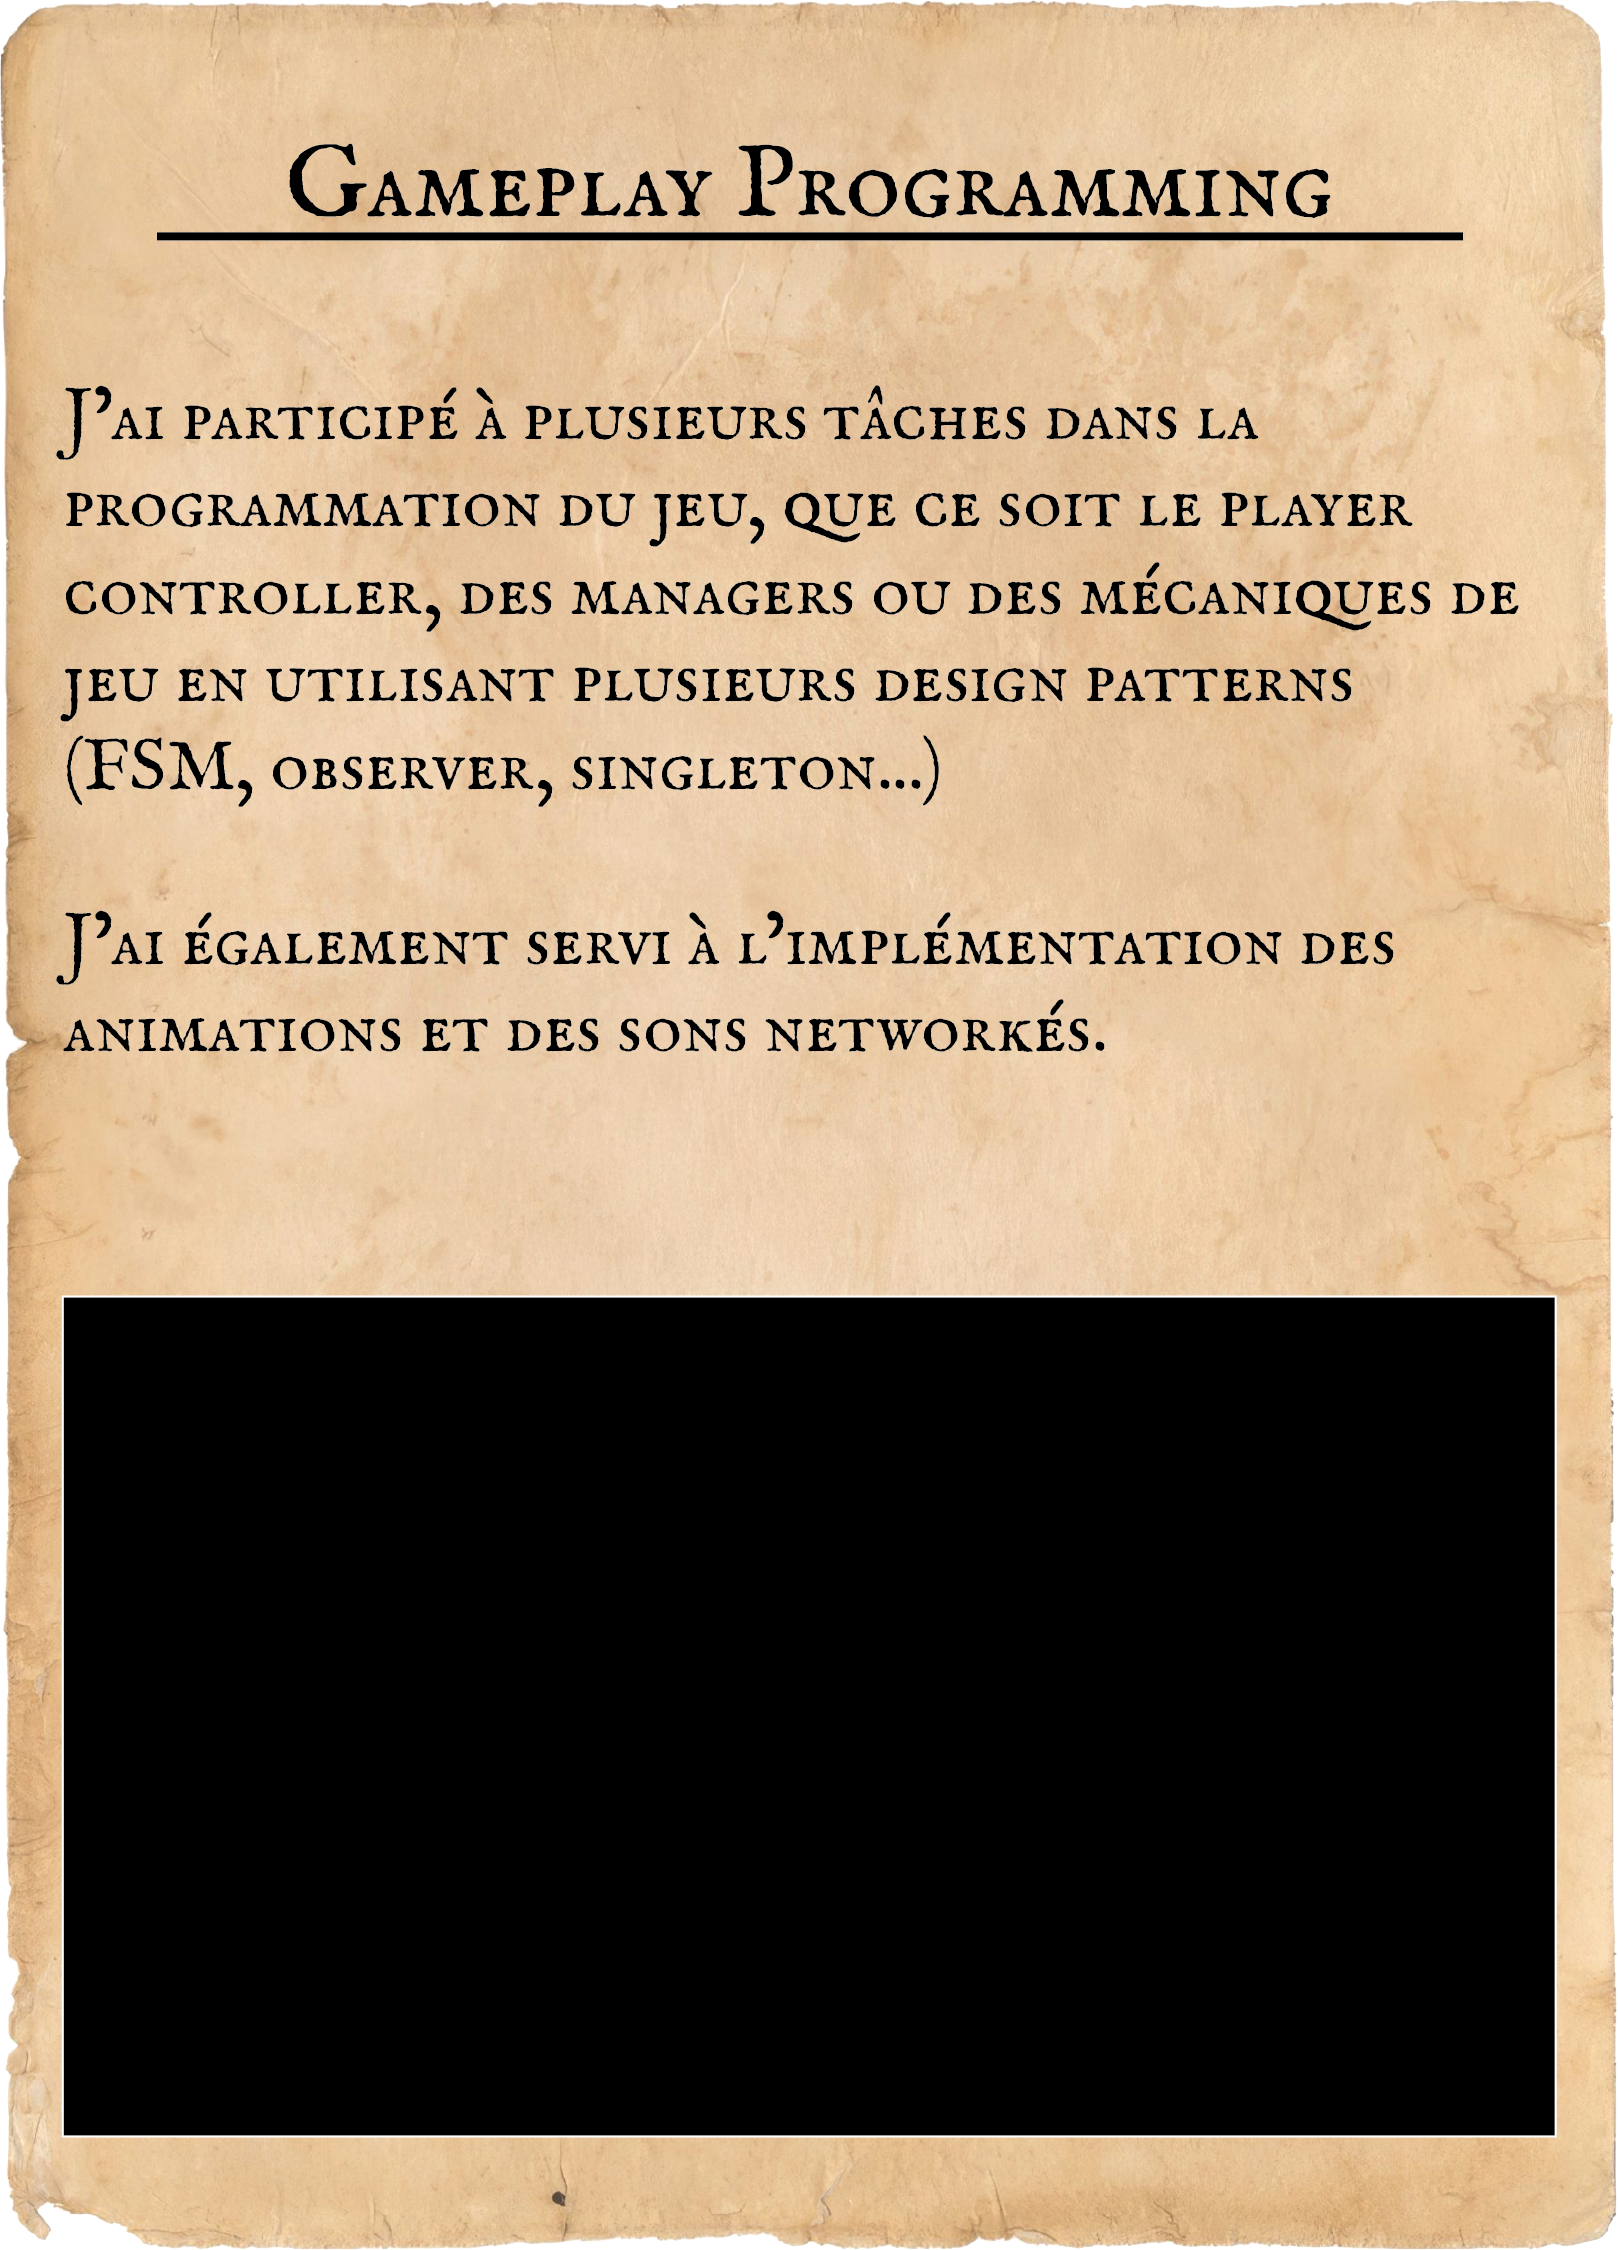 Gameplay Programming
J'ai participé à plusieurs tâches dans la
programmation du jeu, que ce soit le player
controller, des managers ou des mécaniques de
jeu en utilisant plusieurs design patterns
(FSM, observer, singleton...)
J'ai également servi à l'implémentation des
animations et des sons networkés.